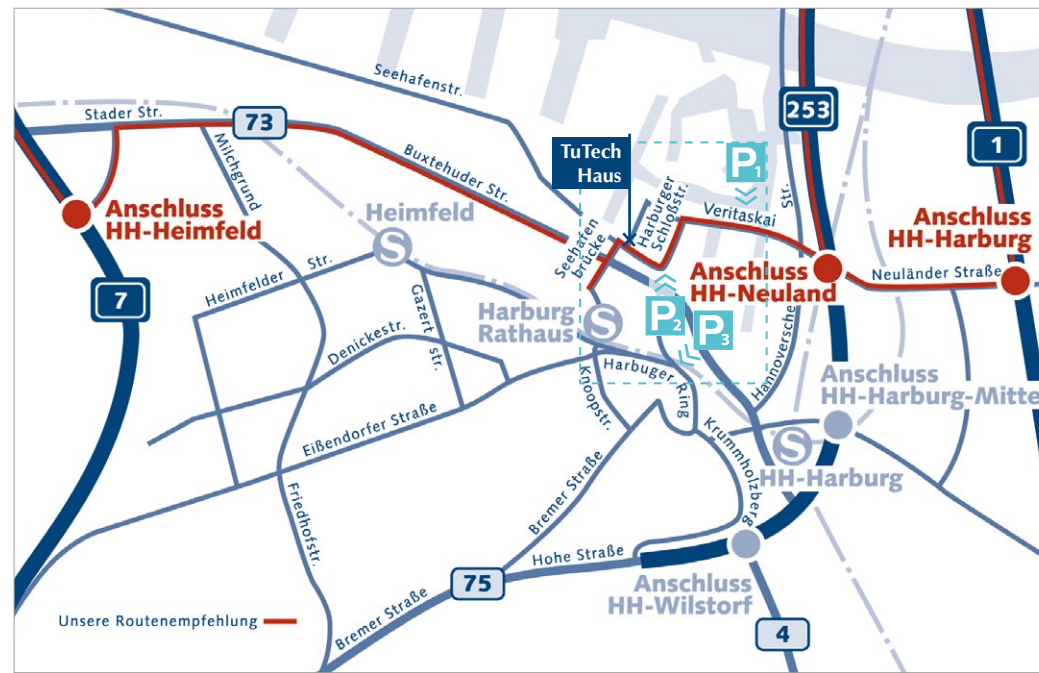 Seehafenstr.
Stader Str.
73
253
1
TuTech
Haus
P1
Milchgrund
Buxtehuder Str.
Harburger
Schloßstr.
Veritaskai
Str.
Anschluss
HH-Heimfeld
Heimfeld
S
Seehafen
brücke
Anschluss
HH-Harburg
Anschluss
HH-Neuland
Neuländer Straße
7
Heimfelder Str.
Gazert str.
Harburg
Rathaus
S
P2
P3
Hannoversche
Denickestr.
Harbuger Ring
Knoopstr.
Anschluss
HH-Harburg-Mitte
Eißendorfer Straße
Krummholzberg
S
HH-Harburg
Friedhofstr.
Bremer Straße
Hohe Straße
75
Anschluss
HH-Wilstorf
Bremer Straße
4
Unsere Routenempfehlung